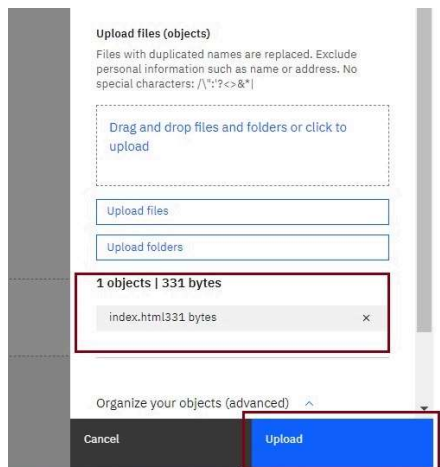 Upload files (objects)
Files with duplicated names are replaced. Exclude
personal information such as name or address. No
special characters: /\":'?<>&*|
Drag and drop files and folders or click to
upload
Upload files
Upload folders
1 objects | 331 bytes
index.html331 bytes ×
Organize your objects (advanced)
Cancel
Upload